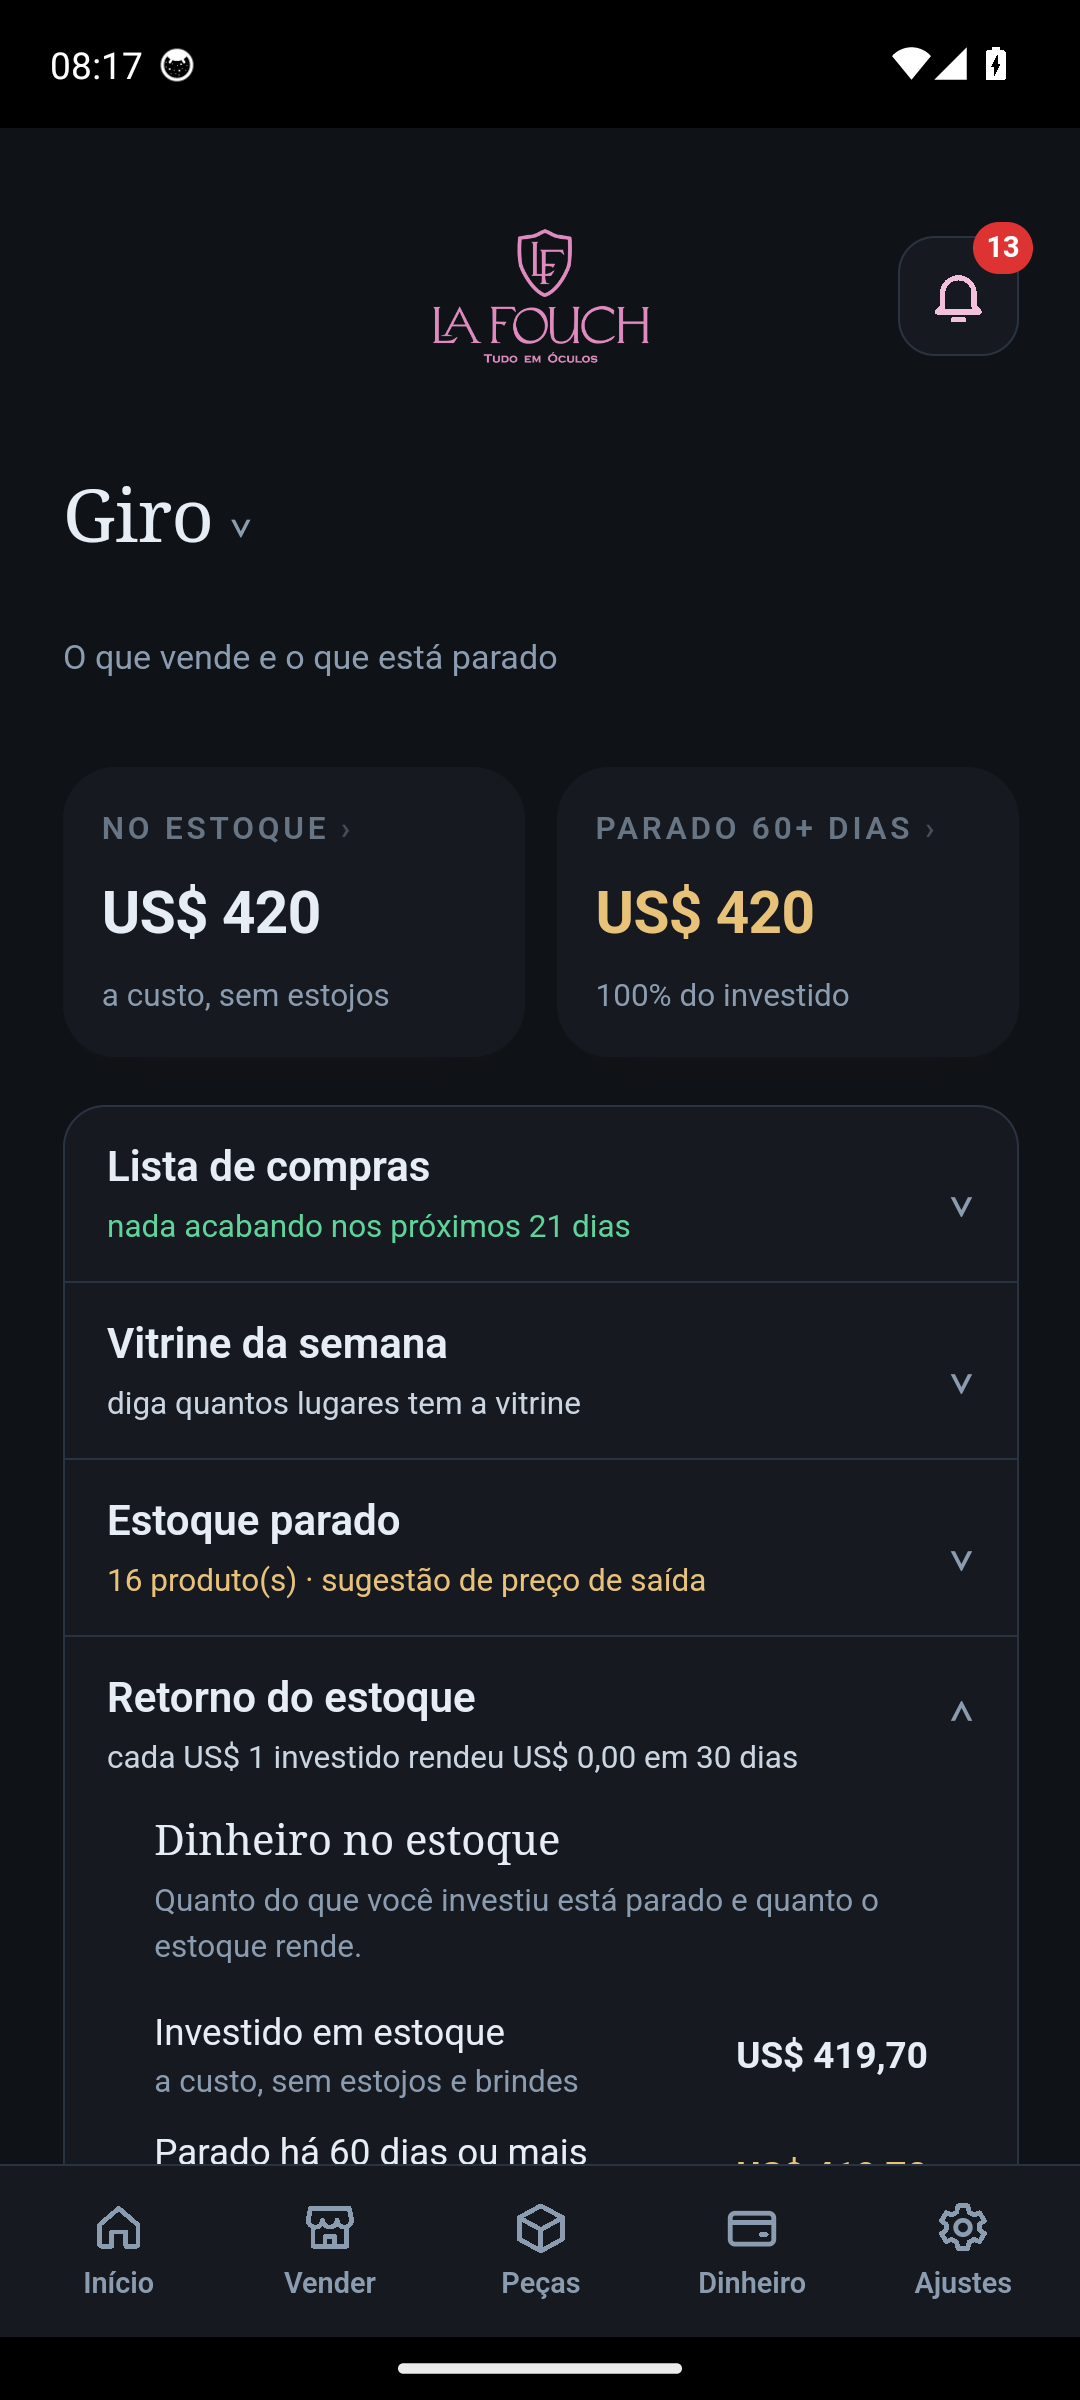 08:17
LF
LA FOUCH
TUDO EM ÓCULOS
13
Giro
O que vende e o que está parado
NO ESTOQUE ›
US$ 420
a custo, sem estojos
PARADO 60+ DIAS ›
US$ 420
100% do investido
Lista de compras
nada acabando nos próximos 21 dias
Vitrine da semana
diga quantos lugares tem a vitrine
Estoque parado
16 produto(s) · sugestão de preço de saída
Retorno do estoque
cada US$ 1 investido rendeu US$ 0,00 em 30 dias
Dinheiro no estoque
Quanto do que você investiu está parado e quanto o
estoque rende.
Investido em estoque
US$ 419,70
a custo, sem estojos e brindes
Parado há 60 dias ou mais
Início
Vender
Peças
Dinheiro
Ajustes